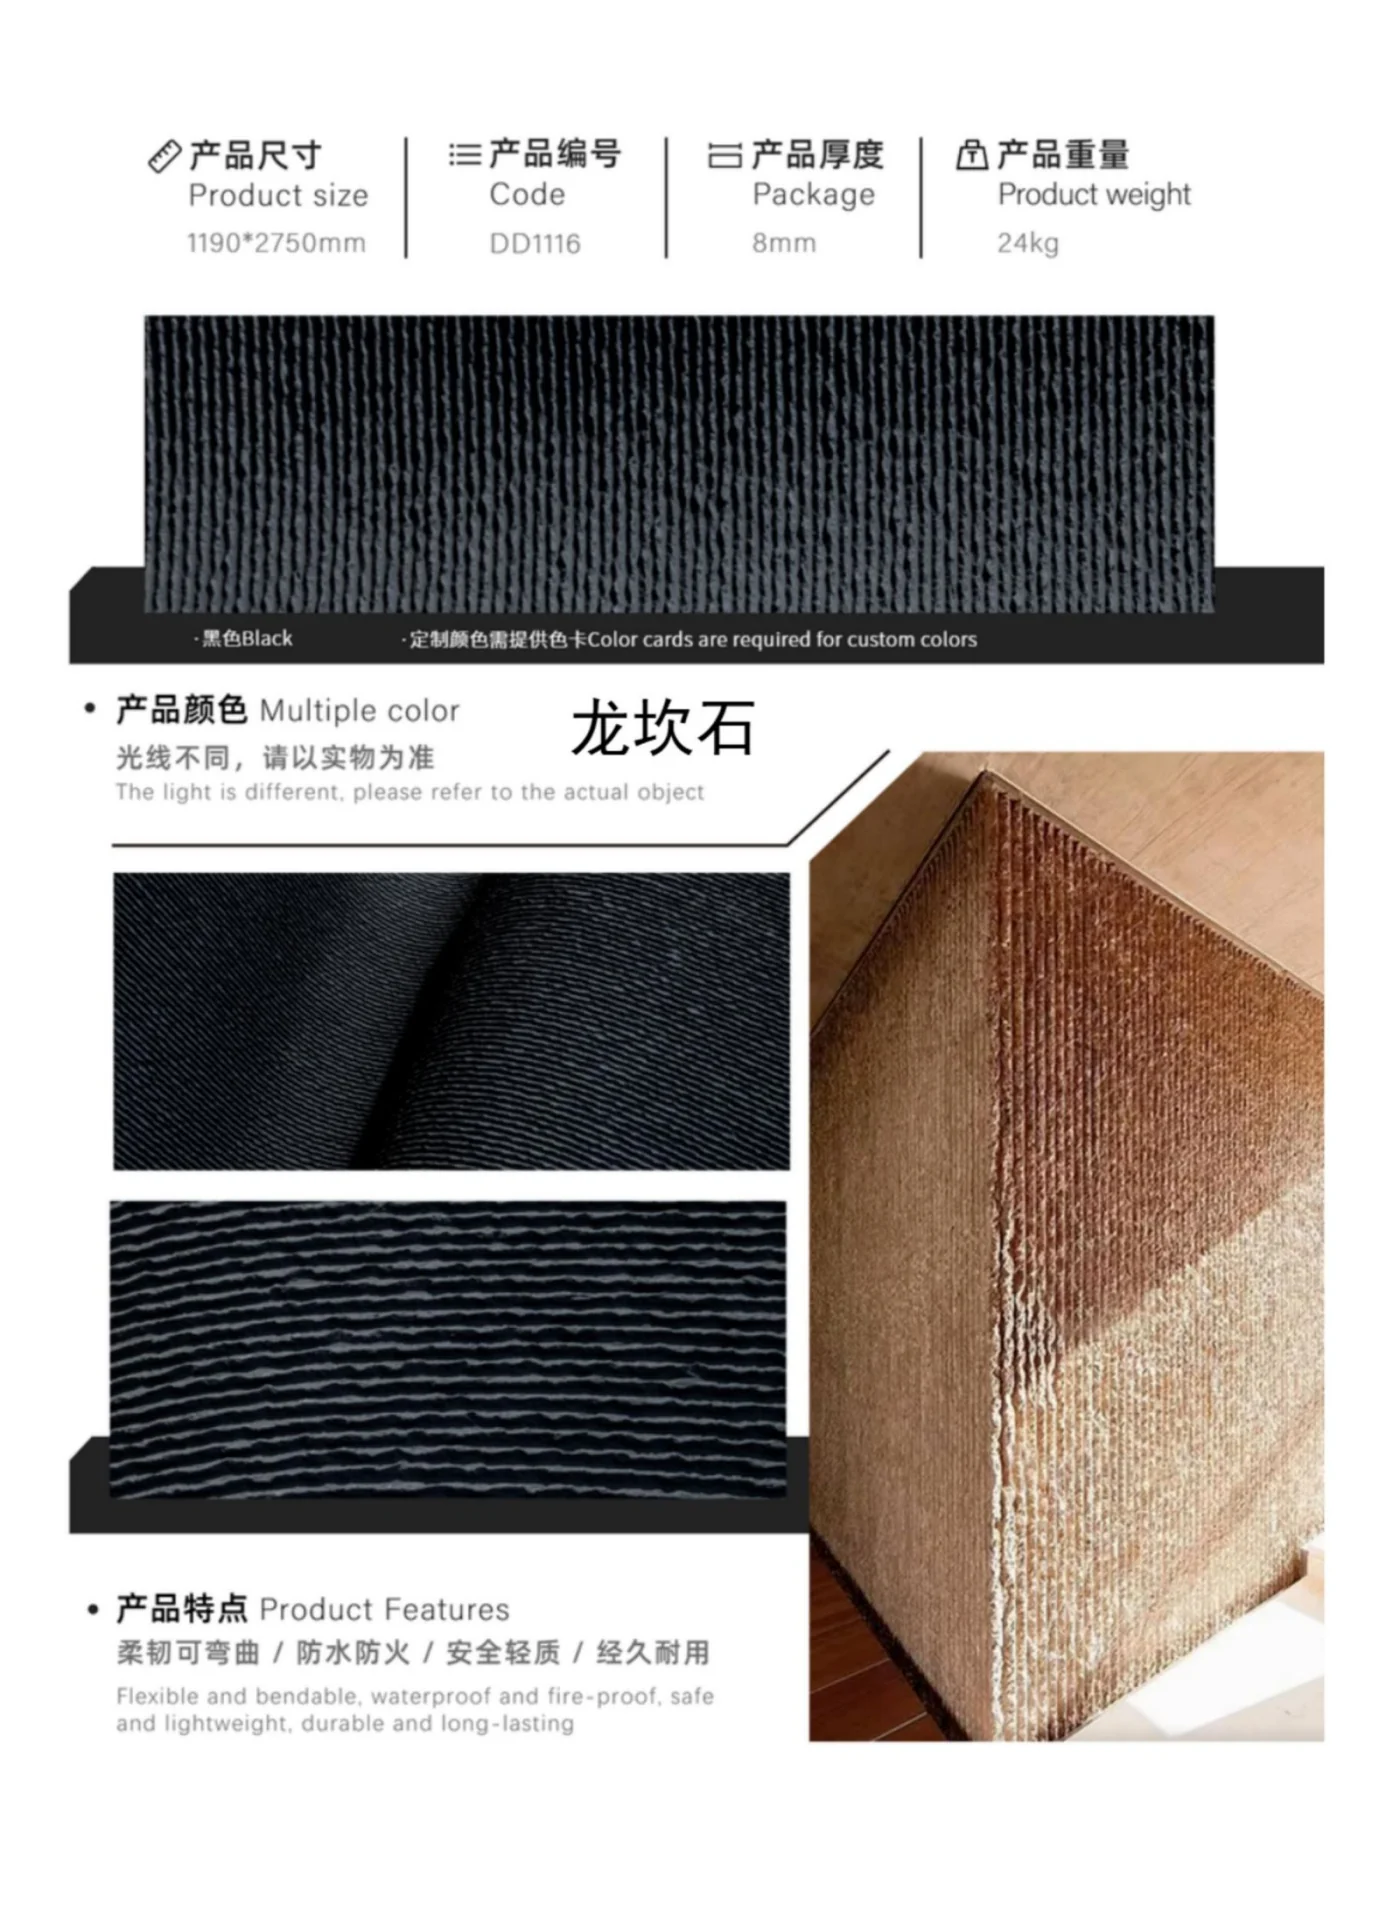 产品尺寸
Product size
1190*2750mm
产品编号
Code
DD1116
产品厚度
Package
8mm
产品重量
Product weight
24kg
·黑色Black
·定制颜色需提供色卡Color cards are required for custom colors
• 产品颜色 Multiple color
光线不同，请以实物为准
The light is different, please refer to the actual object
龙坎石
• 产品特点 Product Features
柔韧可弯曲 / 防水防火 / 安全轻质 / 经久耐用
Flexible and bendable, waterproof and fire-proof, safe
and lightweight, durable and long-lasting